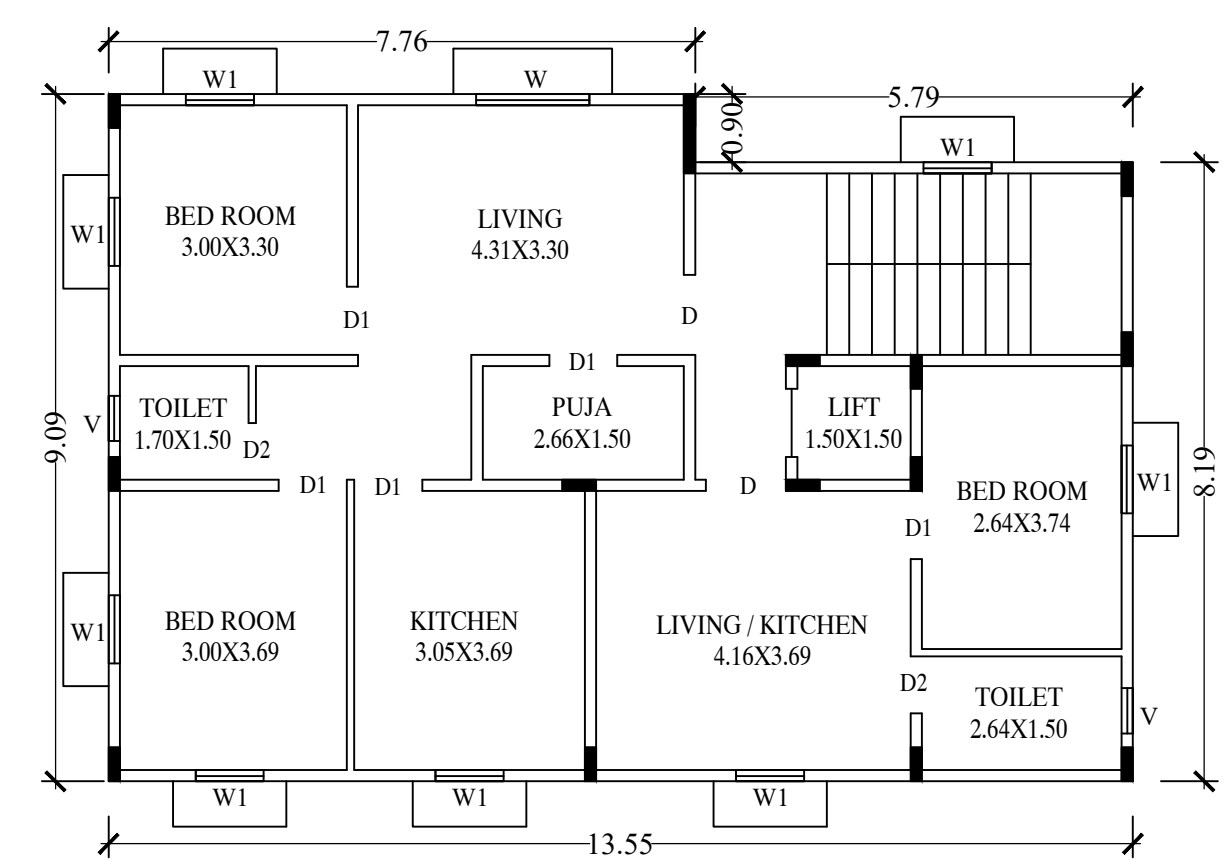 7.76
W1
W
5.79
0.90
W1
BED ROOM
3.00X3.30
LIVING
4.31X3.30
W1
D1
D
D1
TOILET
1.70X1.50
V
D2
PUJA
2.66X1.50
LIFT
1.50X1.50
9.09
8.19
D1
D1
D
BED ROOM
2.64X3.74
W1
D1
BED ROOM
3.00X3.69
W1
KITCHEN
3.05X3.69
LIVING / KITCHEN
4.16X3.69
D2
TOILET
2.64X1.50
V
W1
W1
W1
13.55